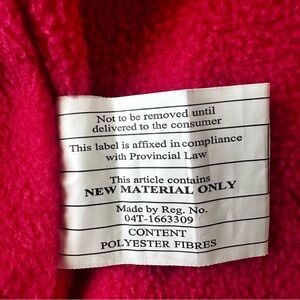 Not to be removed until
delivered to the consumer
This label is affixed in compliance
with Provincial Law
This article contains
NEW MATERIAL ONLY
Made by Reg. No.
04T-1663309
CONTENT
POLYESTER FIBRES